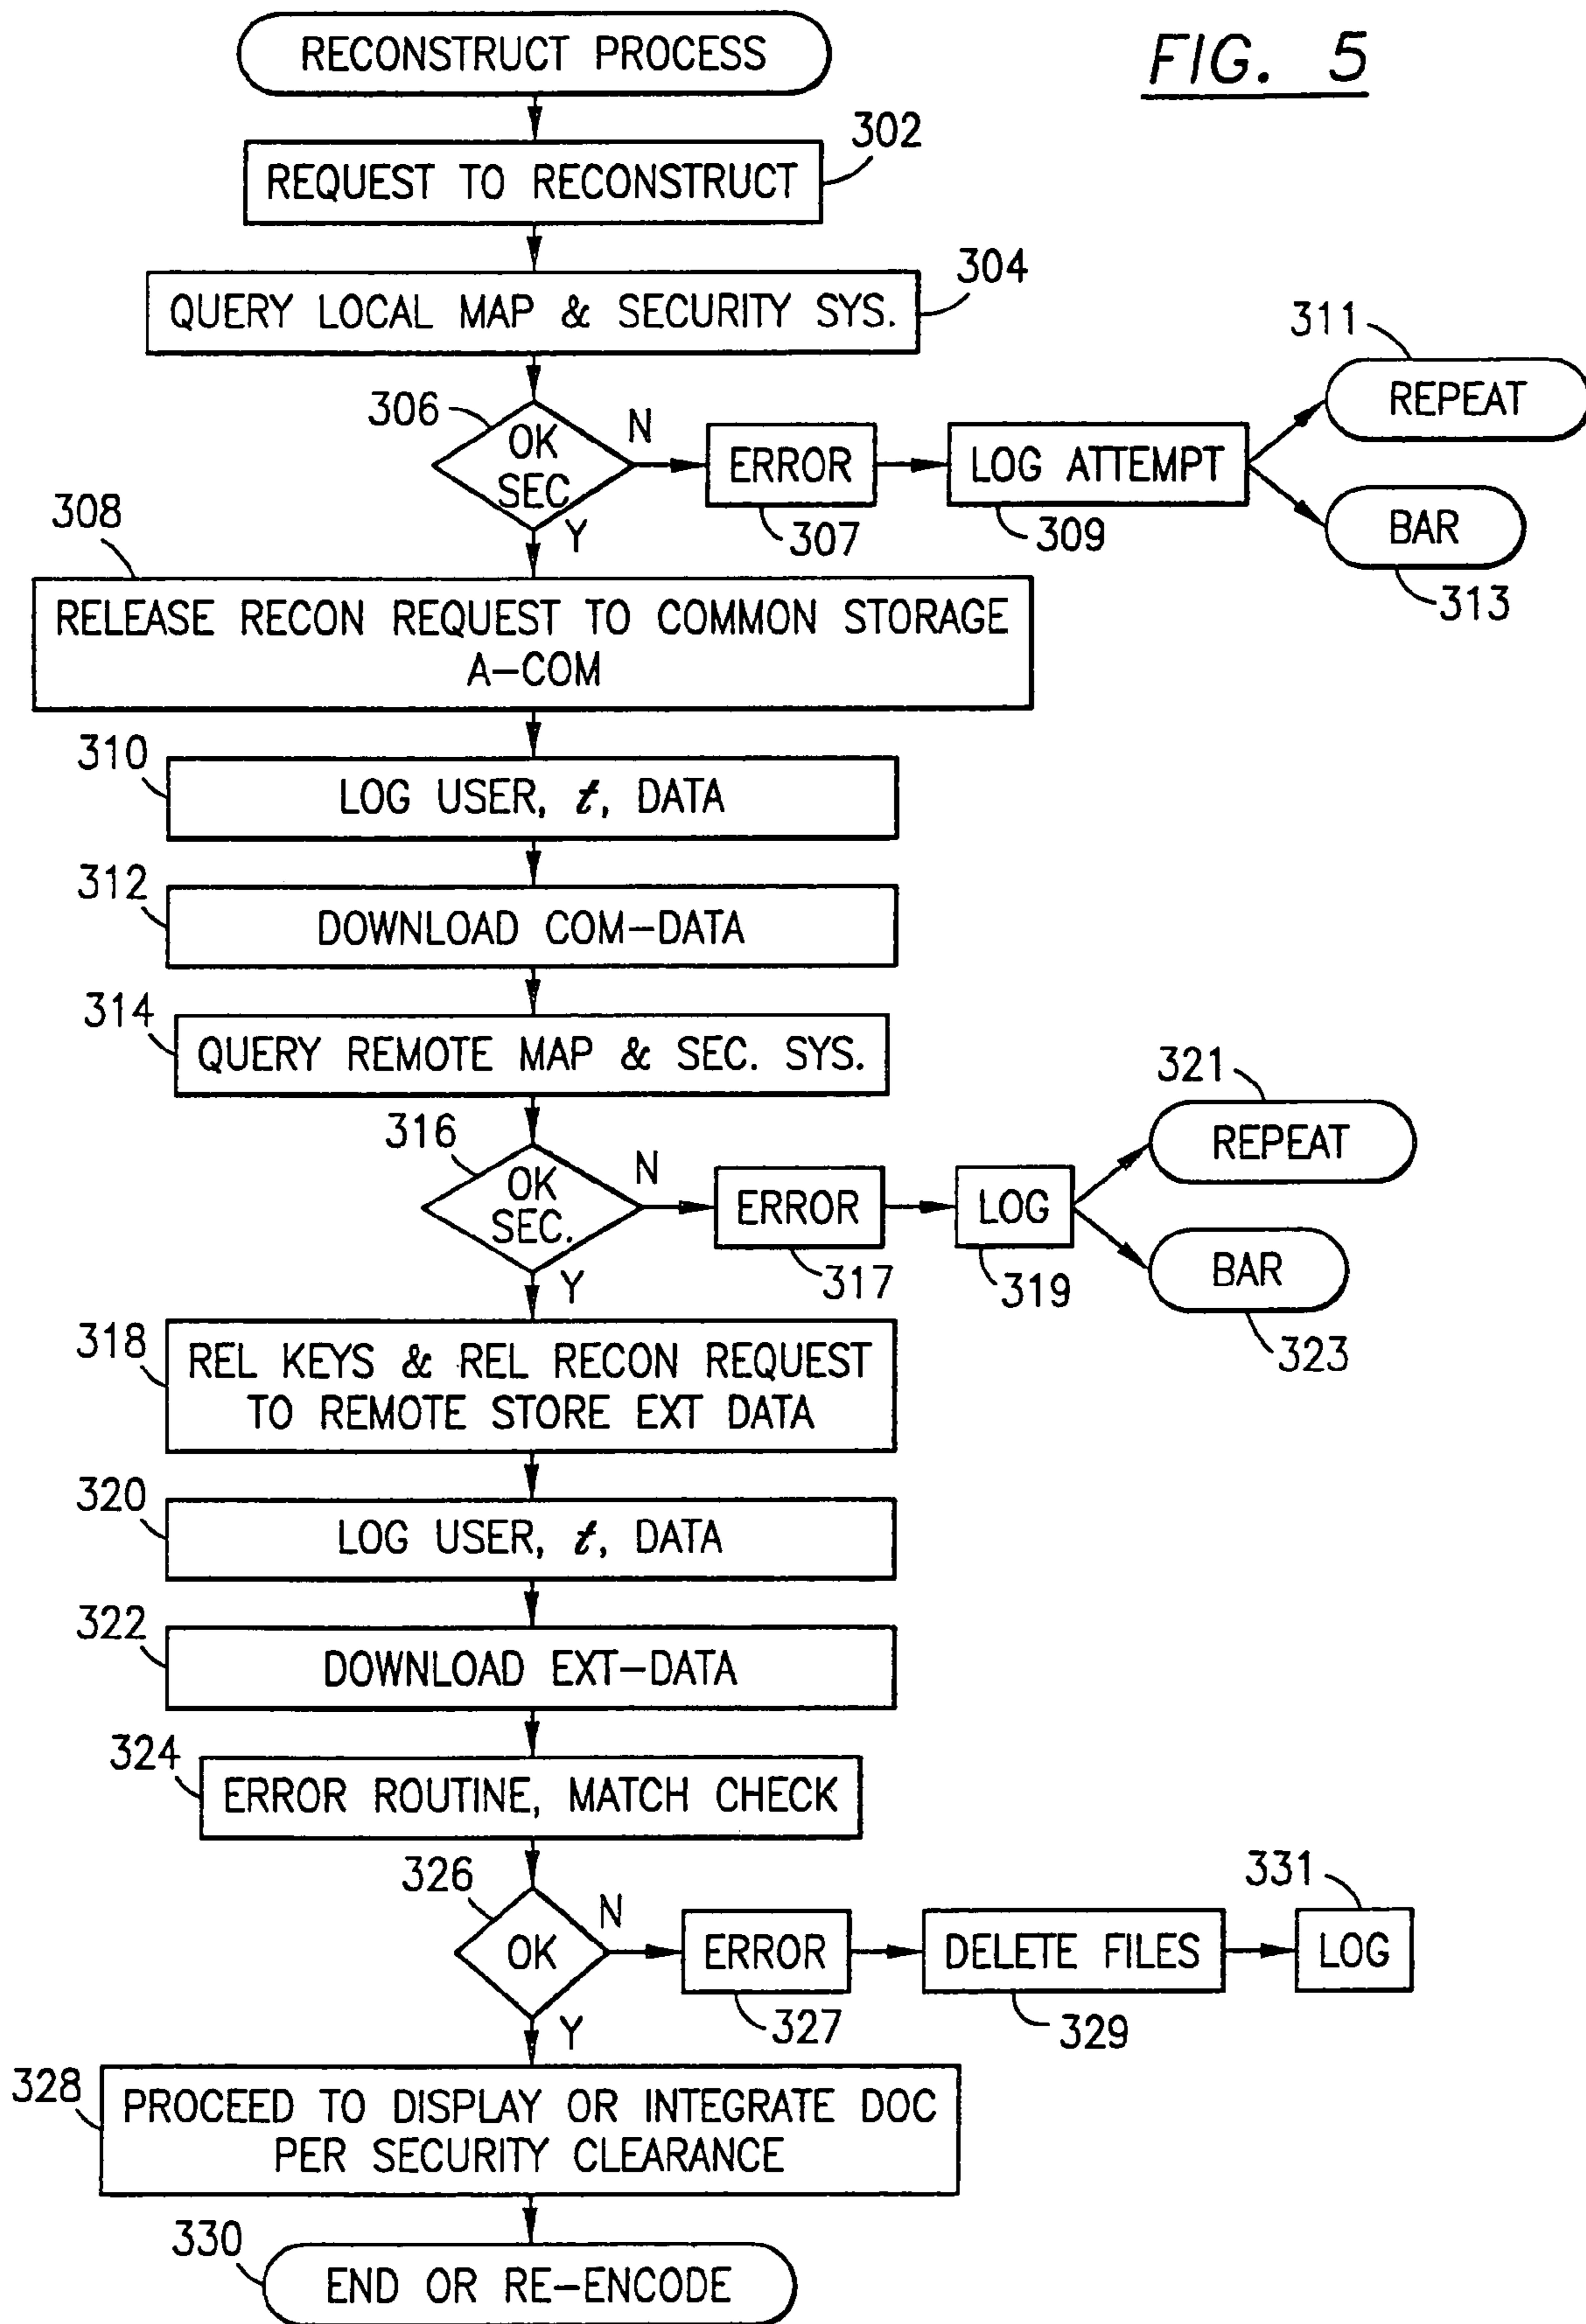 RECONSTRUCT PROCESS
FIG. 5
302
REQUEST TO RECONSTRUCT
304
QUERY LOCAL MAP & SECURITY SYS.
311
REPEAT
306
OK
SEC
N
ERROR
LOG ATTEMPT
307
309
BAR
313
Y
308
RELEASE RECON REQUEST TO COMMON STORAGE
A-COM
310
LOG USER, t, DATA
312
DOWNLOAD COM-DATA
314
QUERY REMOTE MAP & SEC. SYS.
321
REPEAT
316
OK
SEC.
N
ERROR
LOG
317
319
BAR
323
Y
318
REL KEYS & REL RECON REQUEST
TO REMOTE STORE EXT DATA
320
LOG USER, t, DATA
322
DOWNLOAD EXT-DATA
324
ERROR ROUTINE, MATCH CHECK
326
OK
N
ERROR
DELETE FILES
331
LOG
327
329
Y
328
PROCEED TO DISPLAY OR INTEGRATE DOC
PER SECURITY CLEARANCE
330
END OR RE-ENCODE